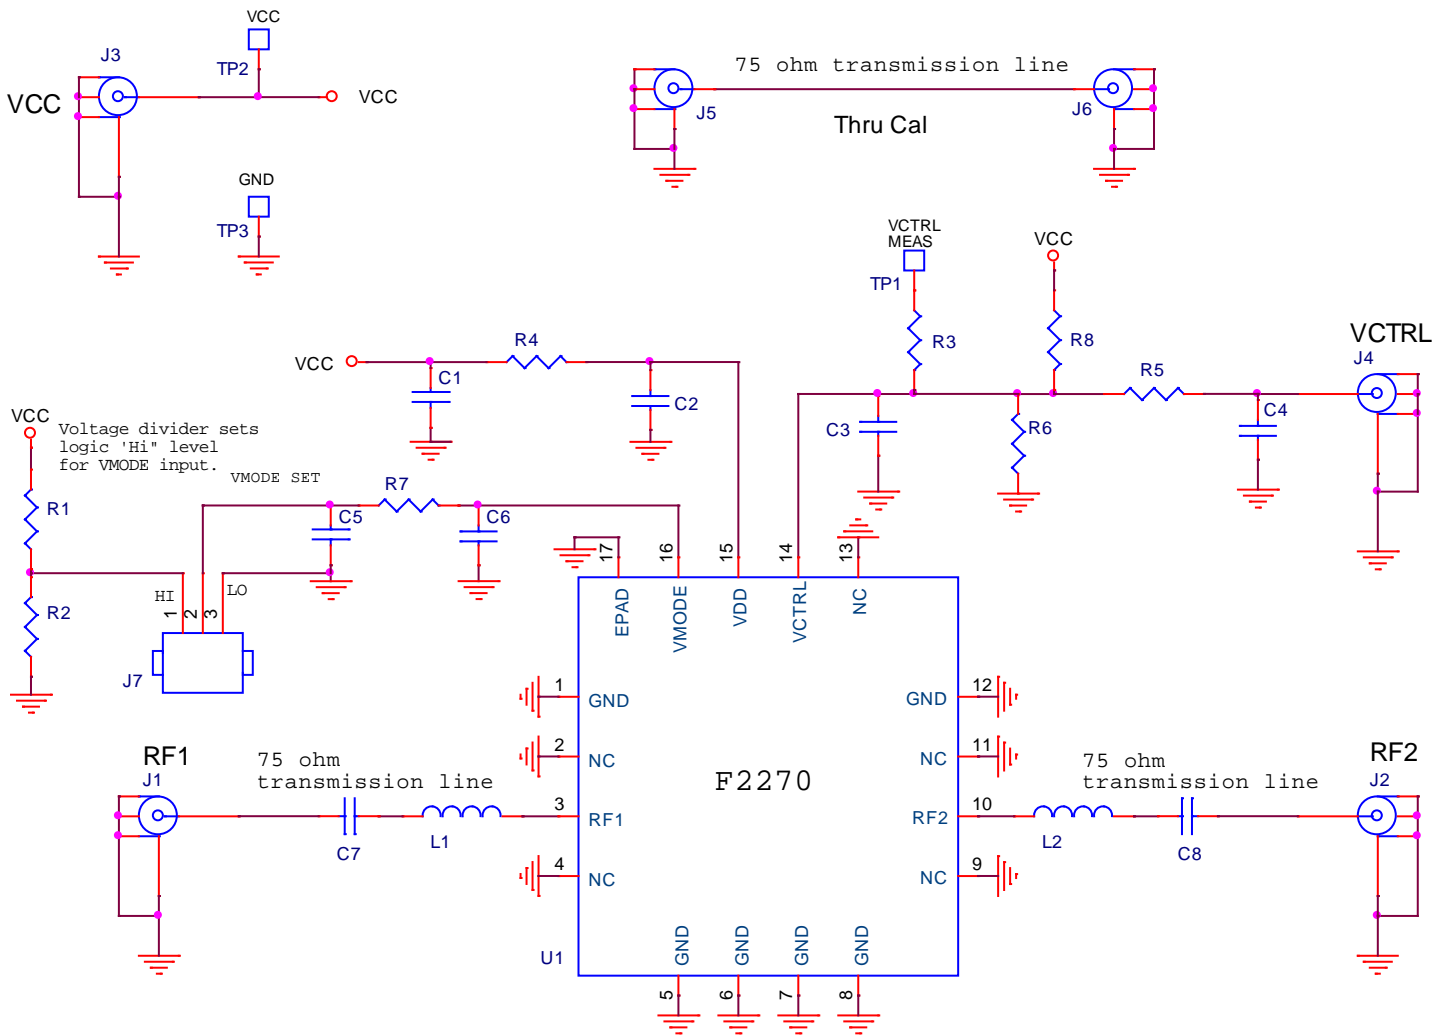 VCC
J3
TP2
VCC
VCC
GND
TP3
75 ohm transmission line
J5
J6
Thru Cal
VCTRL
MEAS
TP1
VCC
R3
R8
VCTRL
J4
R5
R6
C3
C4
VCC
R4
C1
C2
VCC
Voltage divider sets
logic 'Hi" level
for VMODE input.
VMODE SET
R1
R2
R7
C5
C6
HI
LO
1
2
3
J7
17
16
15
14
13
EPAD
VMODE
VDD
VCTRL
NC
1
GND
2
NC
3
RF1
4
NC
12
GND
11
NC
10
RF2
9
NC
F2270
U1
GND
GND
GND
GND
5
6
7
8
RF1
J1
75 ohm
transmission line
C7
L1
75 ohm
transmission line
L2
C8
RF2
J2